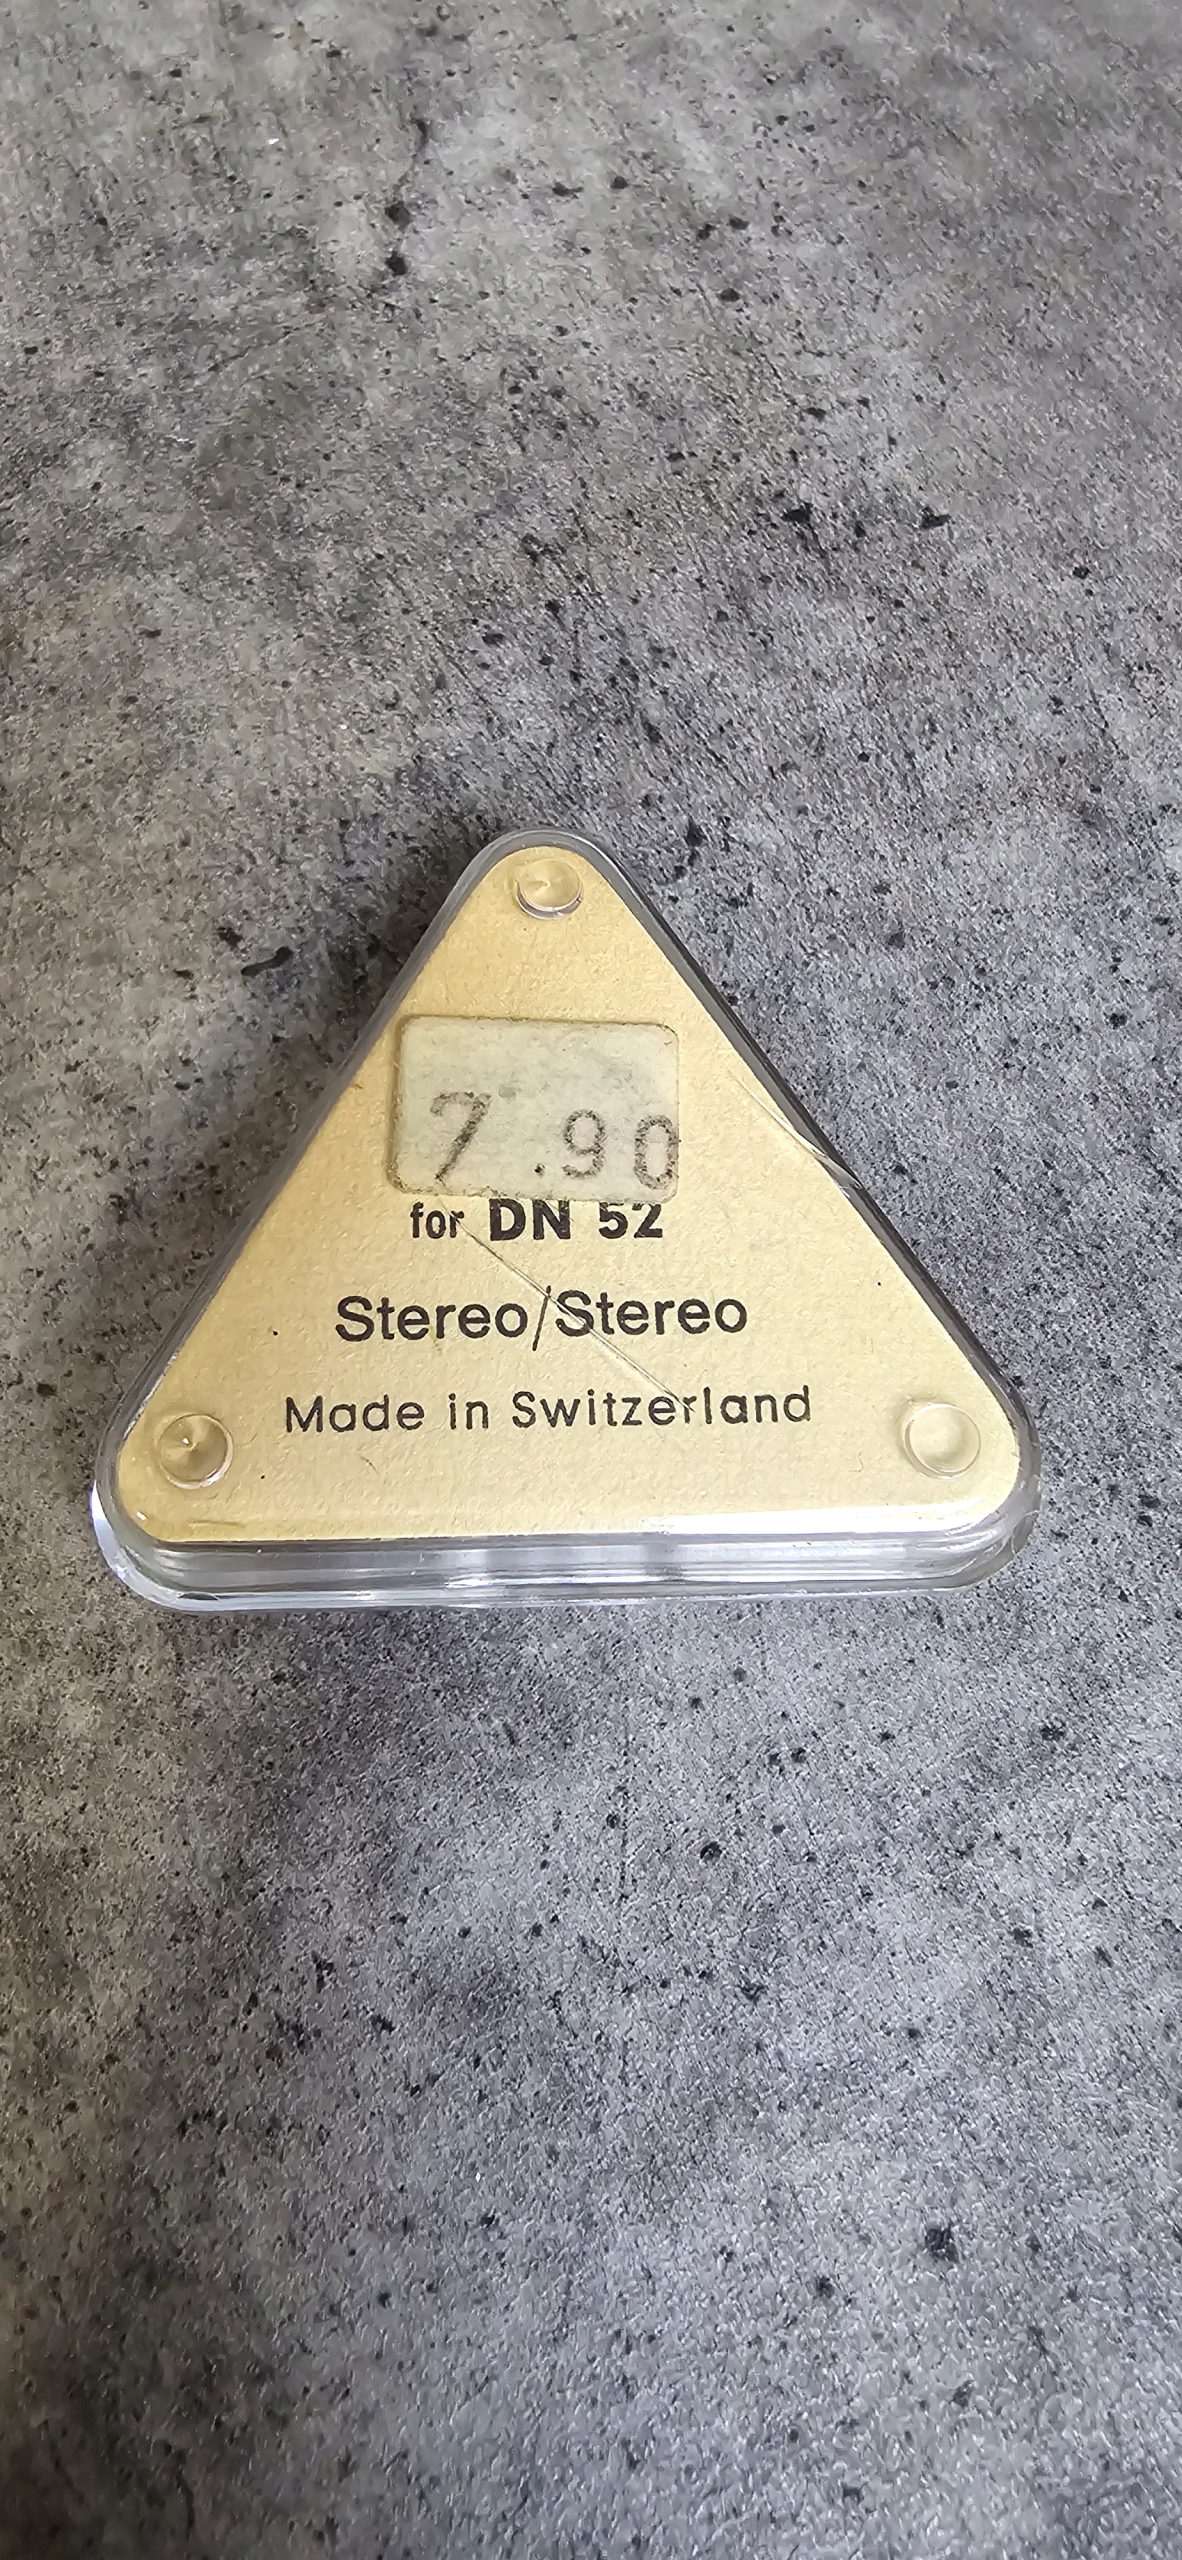 7.90
for DN 52
Stereo/Stereo
Made in Switzerland